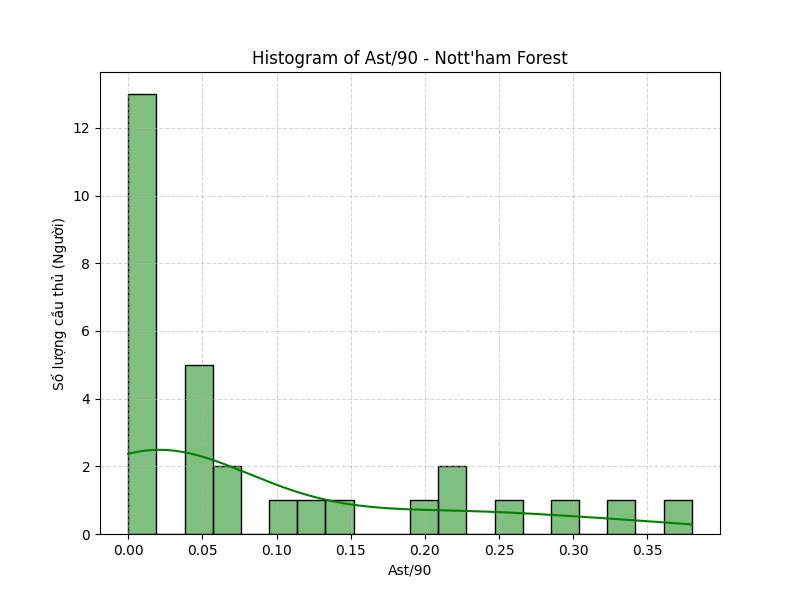 Histogram of Ast/90 - Nott'ham Forest
Số lượng cầu thủ (Người)
12
10
8
6
4
2
0
0.00 0.05 0.10 0.15 0.20 0.25 0.30 0.35
Ast/90